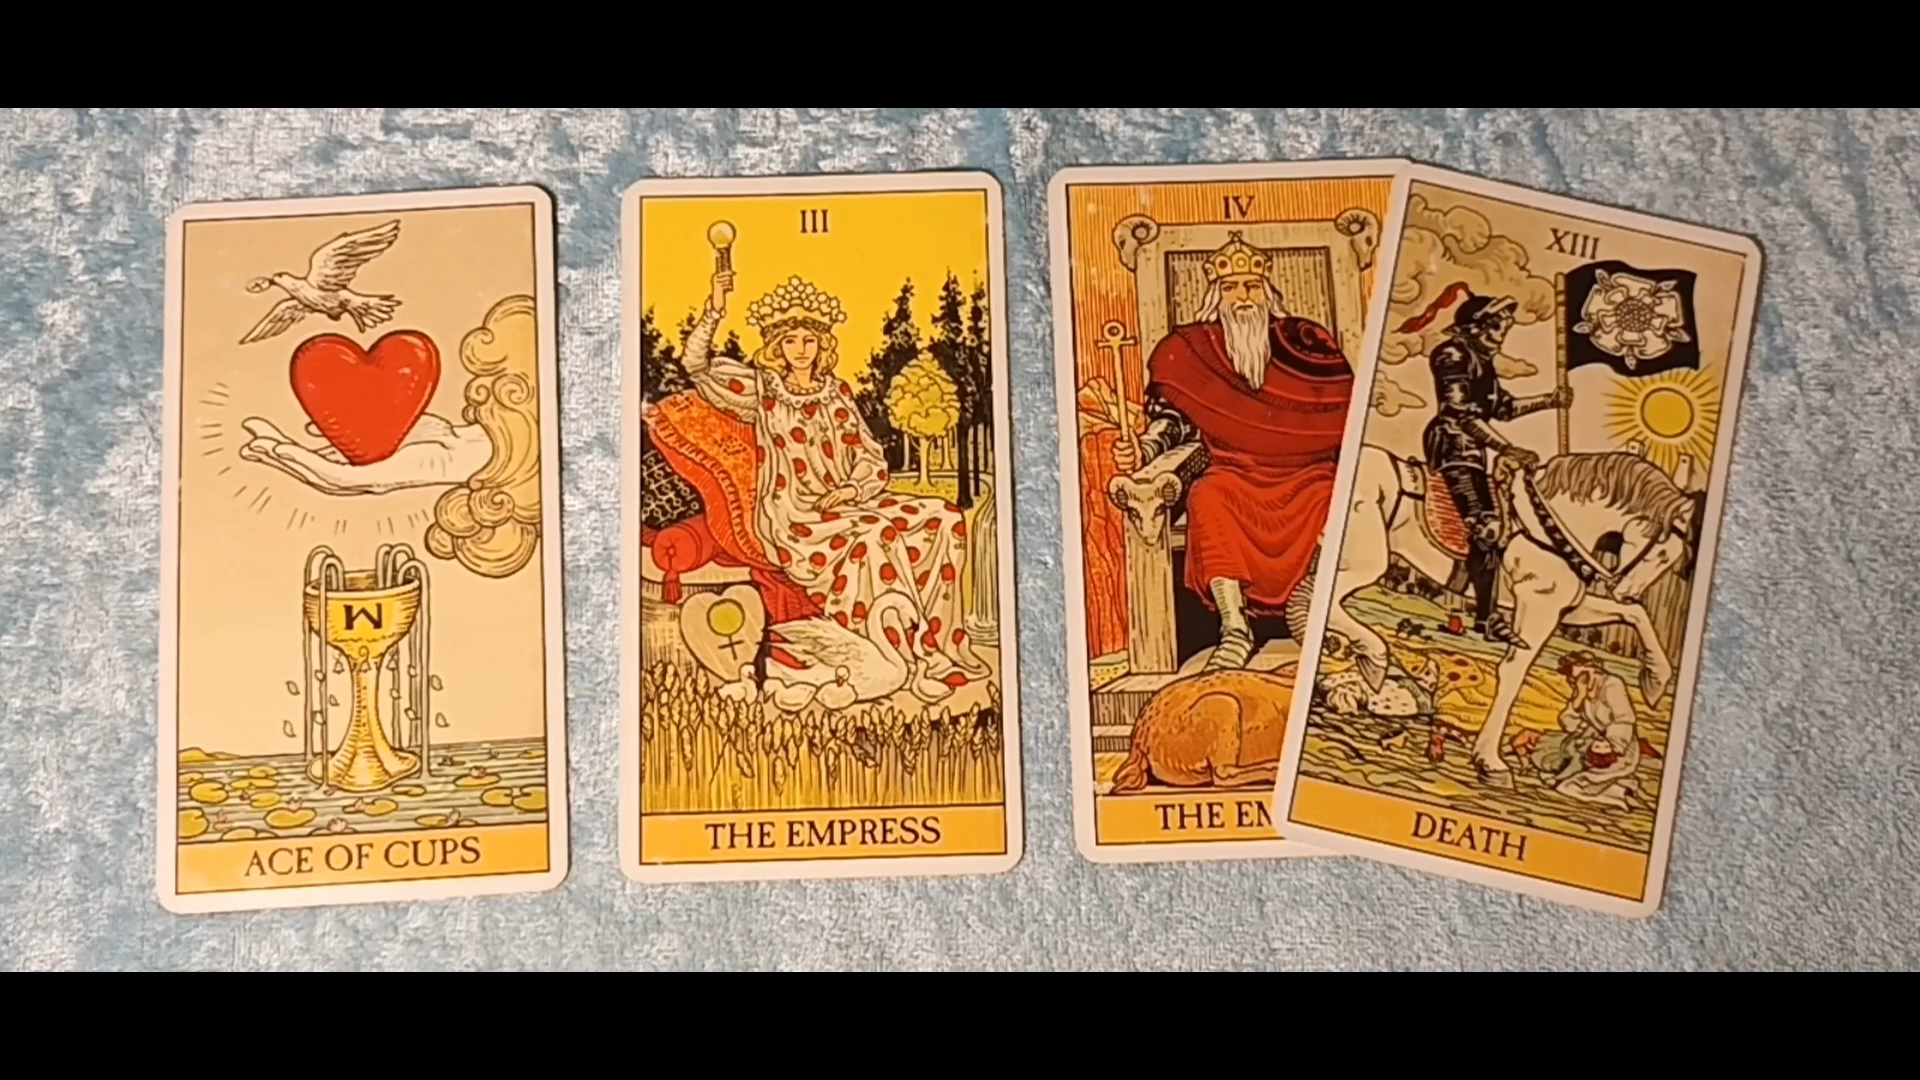 III
IV
XIII
W
ACE OF CUPS
THE EMPRESS
THE EM
DEATH